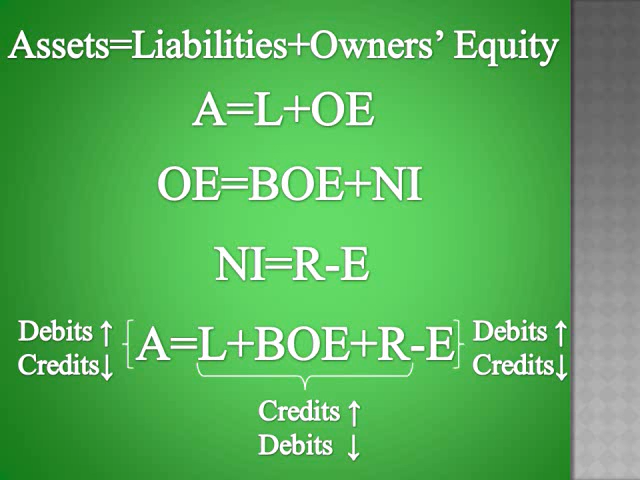 Assets=Liabilities+Owners’ Equity
A=L+OE
OE=BOE+NI
NI=R-E
Debits ↑
Credits↓
A=L+BOE+R-E
Debits ↑
Credits↓
Credits ↑
Debits ↓